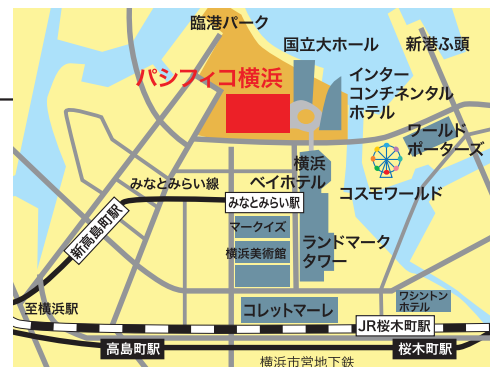 臨港パーク
国立大ホール
新港ふ頭
パシフィコ横浜
インター
コンチネンタル
ホテル
ワールド
ポーターズ
横浜
ベイホテル
みなとみらい線
コスモワールド
みなとみらい駅
新高島町駅
マークイズ
横浜美術館
ランドマーク
タワー
至横浜駅
コレットマーレ
ワシントン
ホテル
JR桜木町駅
高島町駅
桜木町駅
横浜市営地下鉄